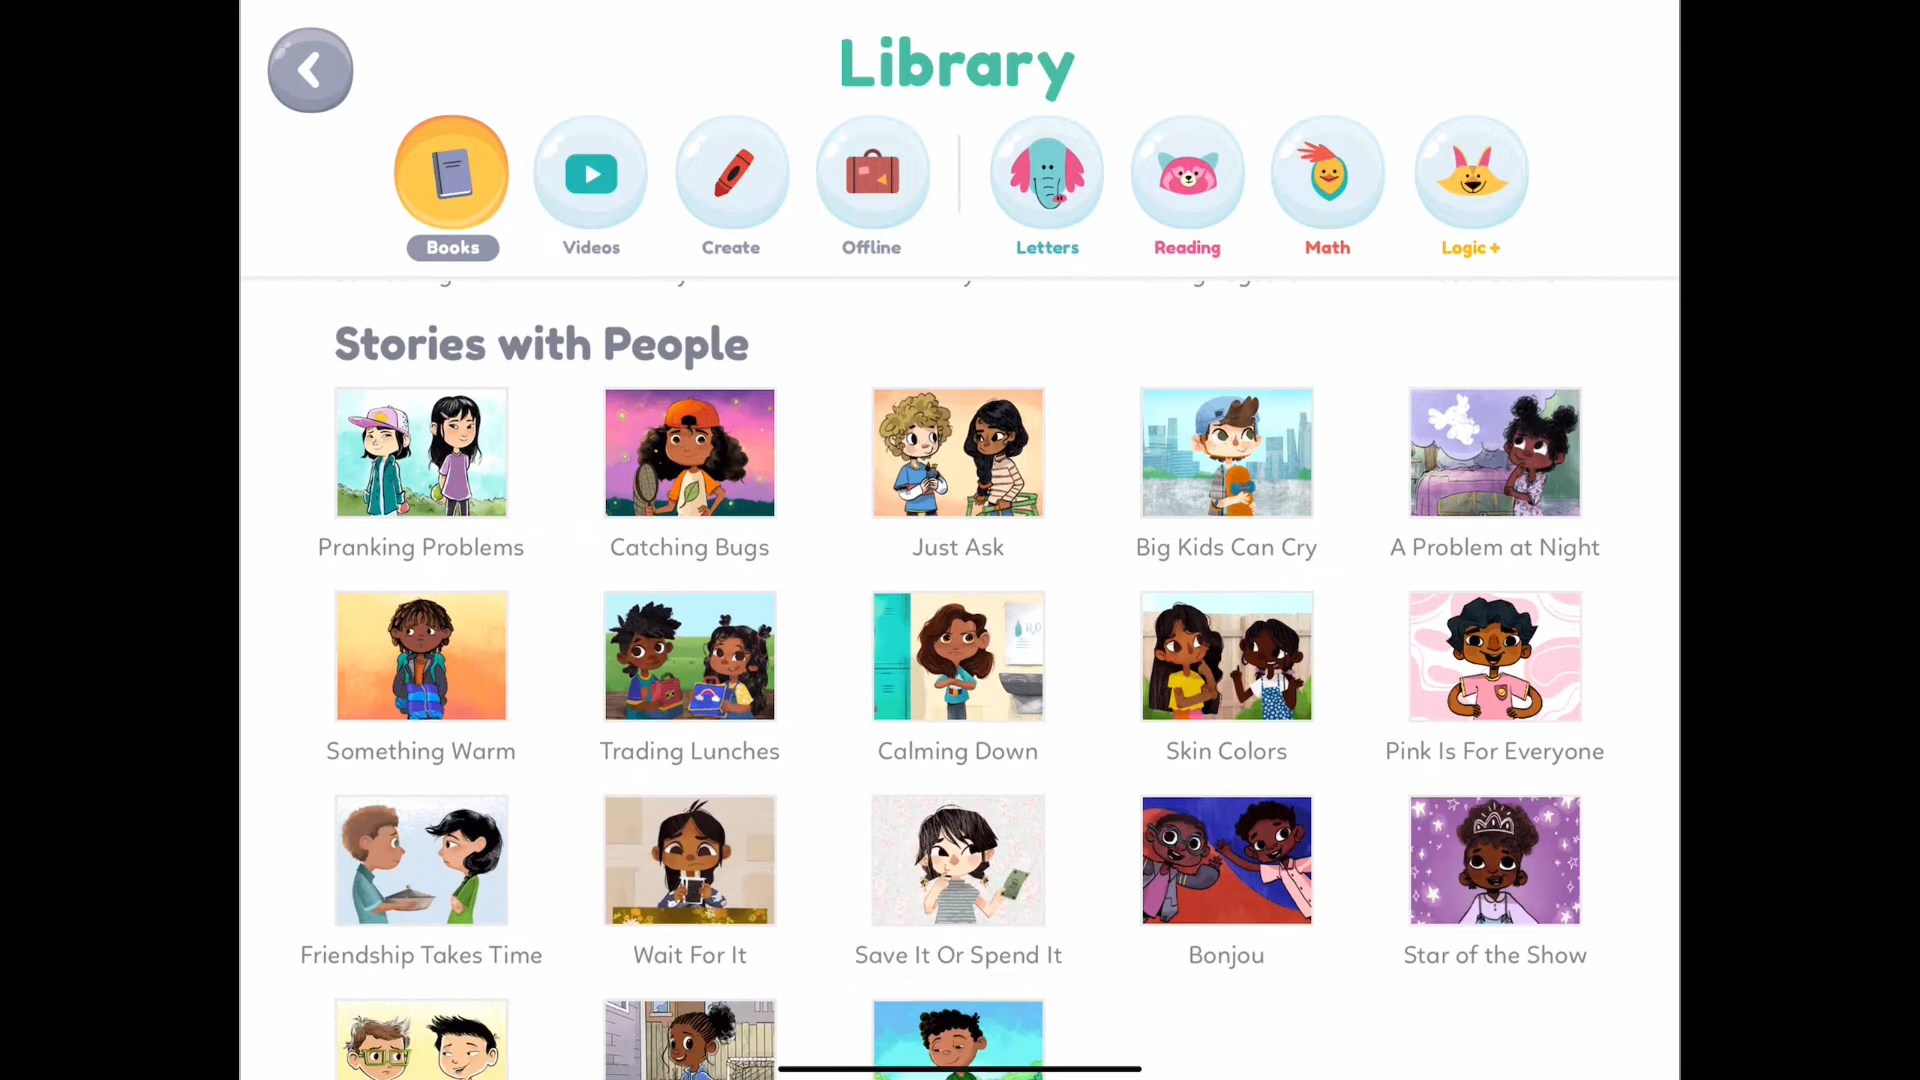 Library
Books
Videos
Create
Offline
Letters
Reading
Math
Logic +
Stories with People
Pranking Problems
Catching Bugs
Just Ask
Big Kids Can Cry
A Problem at Night
H2O
Something Warm
Trading Lunches
Calming Down
Skin Colors
Pink Is For Everyone
Friendship Takes Time
Wait For It
Save It Or Spend It
Bonjou
Star of the Show